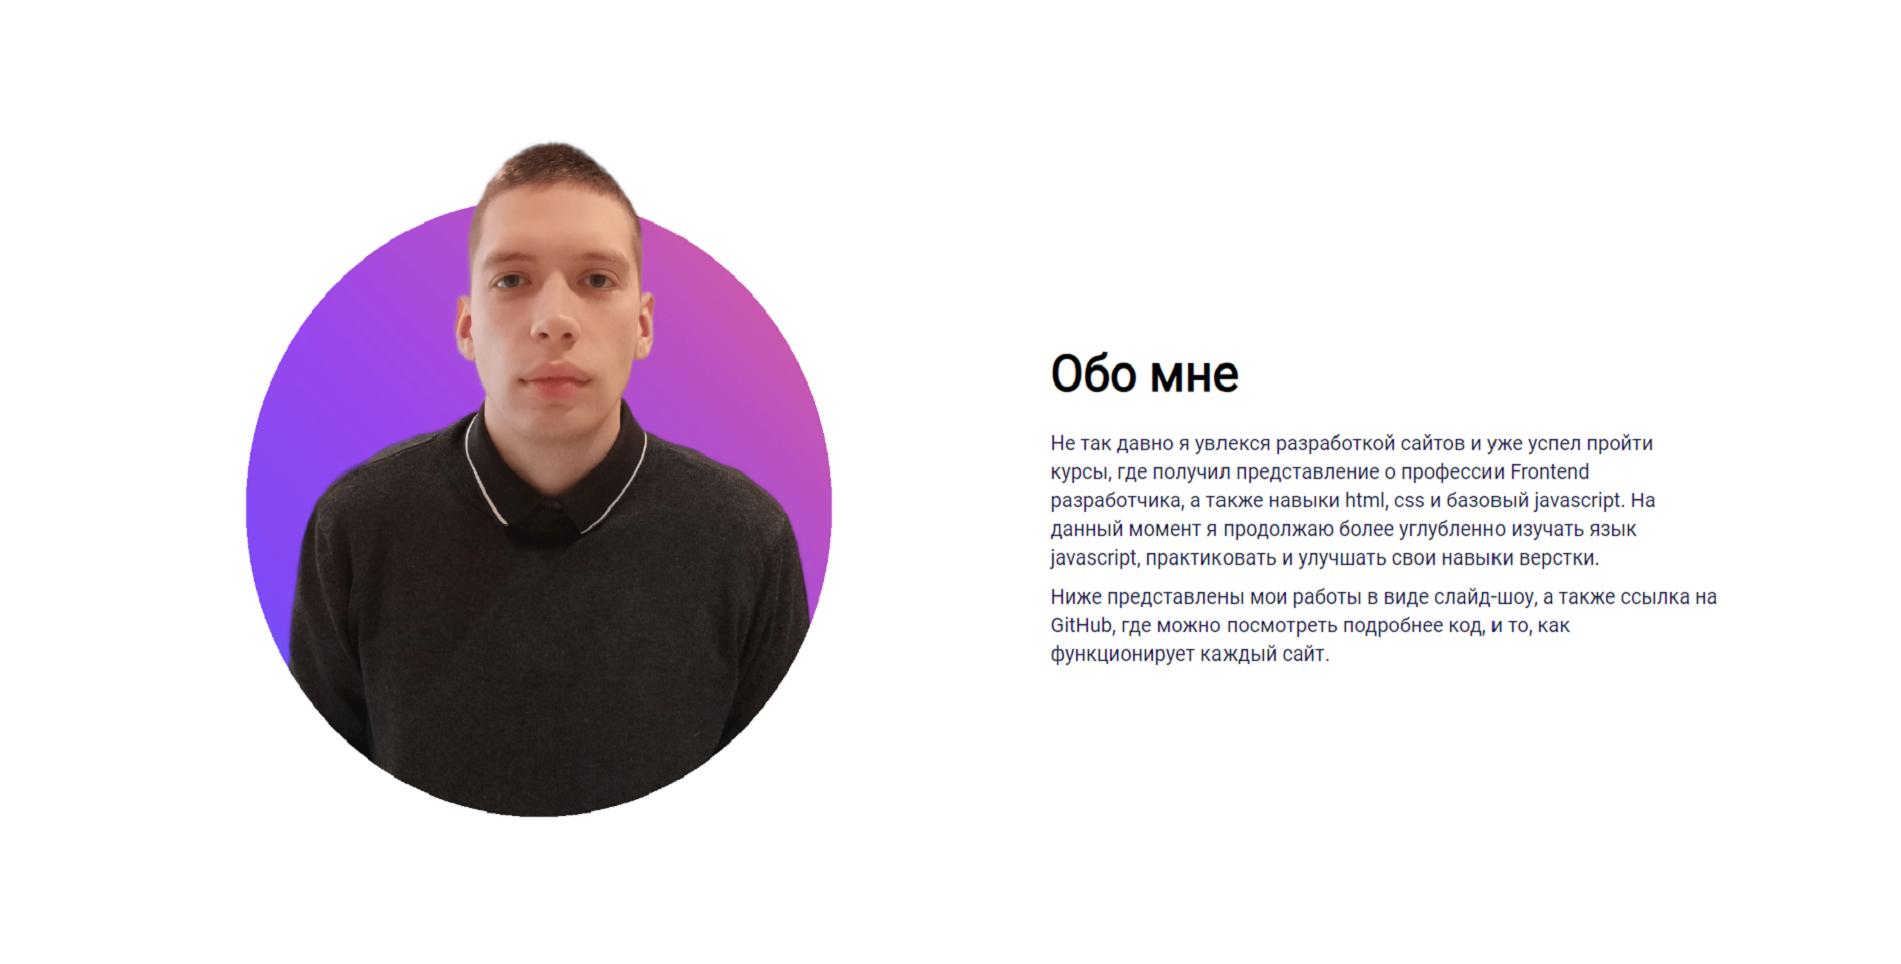 Обо мне
Не так давно я увлекся разработкой сайтов и уже успел пройти
курсы, где получил представление о профессии Frontend
разработчика, а также навыки html, css и базовый javascript. На
данный момент я продолжаю более углубленно изучать язык
javascript, практиковать и улучшать свои навыки верстки.
Ниже представлены мои работы в виде слайд-шоу, а также ссылка на
GitHub, где можно посмотреть подробнее код, и то, как
функционирует каждый сайт.